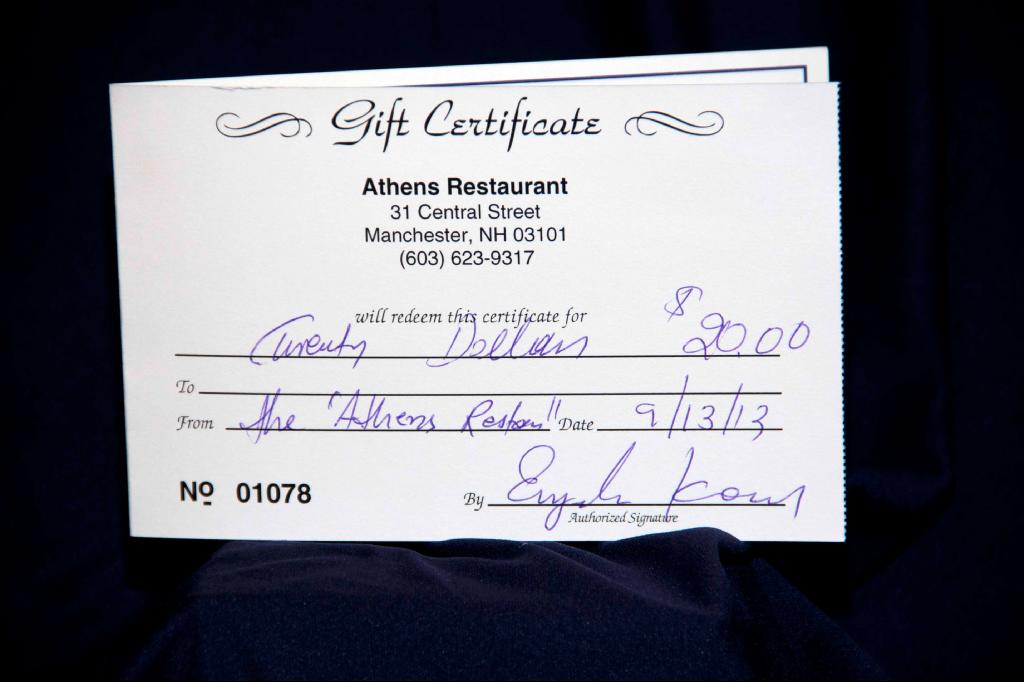 Gift Certificate
Athens Restaurant
31 Central Street
Manchester, NH 03101
(603) 623-9317
will redeem this certificate for
Twenty Dollars $20.00
To
From the "Athens Date 9/13/13
No 01078
By
Authorized Signature